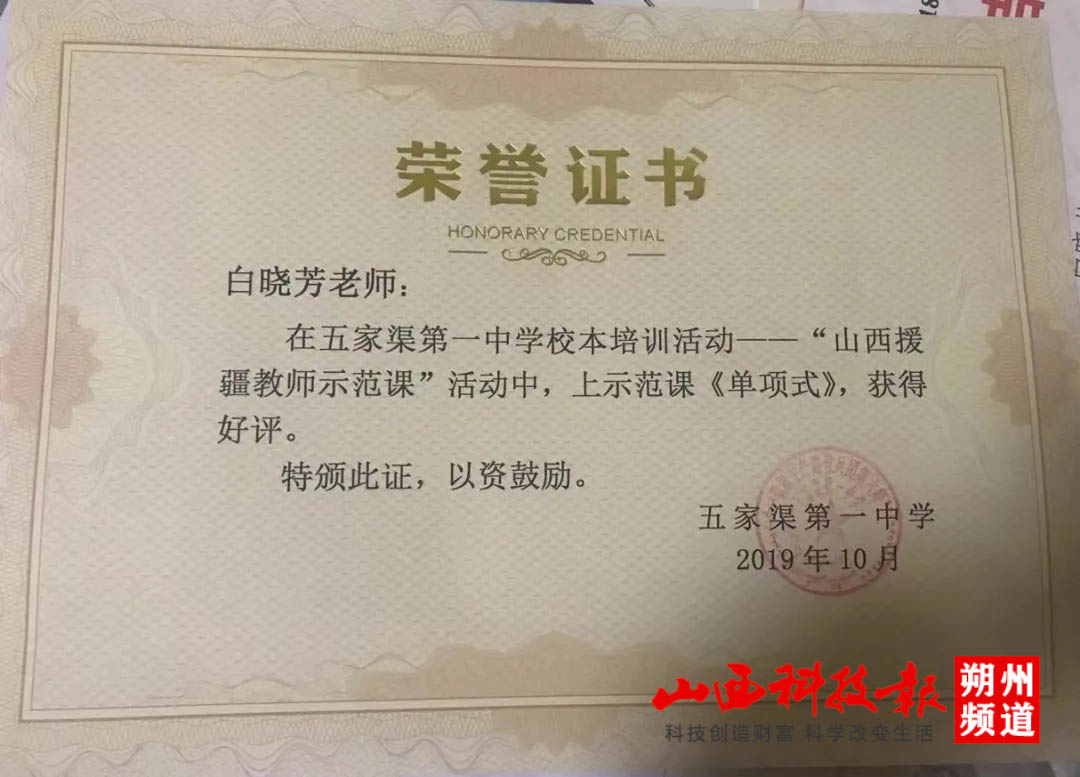 荣誉证书
HONORARY CREDENTIAL
白晓芳老师：
在五家渠第一中学校本培训活动——“山西援
疆教师示范课”活动中，上示范课《单项式》，获得
好评。
特颁此证，以资鼓励。
五家渠第一中学
2019年10月
山西科技报
朔州
频道
科技创造财富 科学改变生活